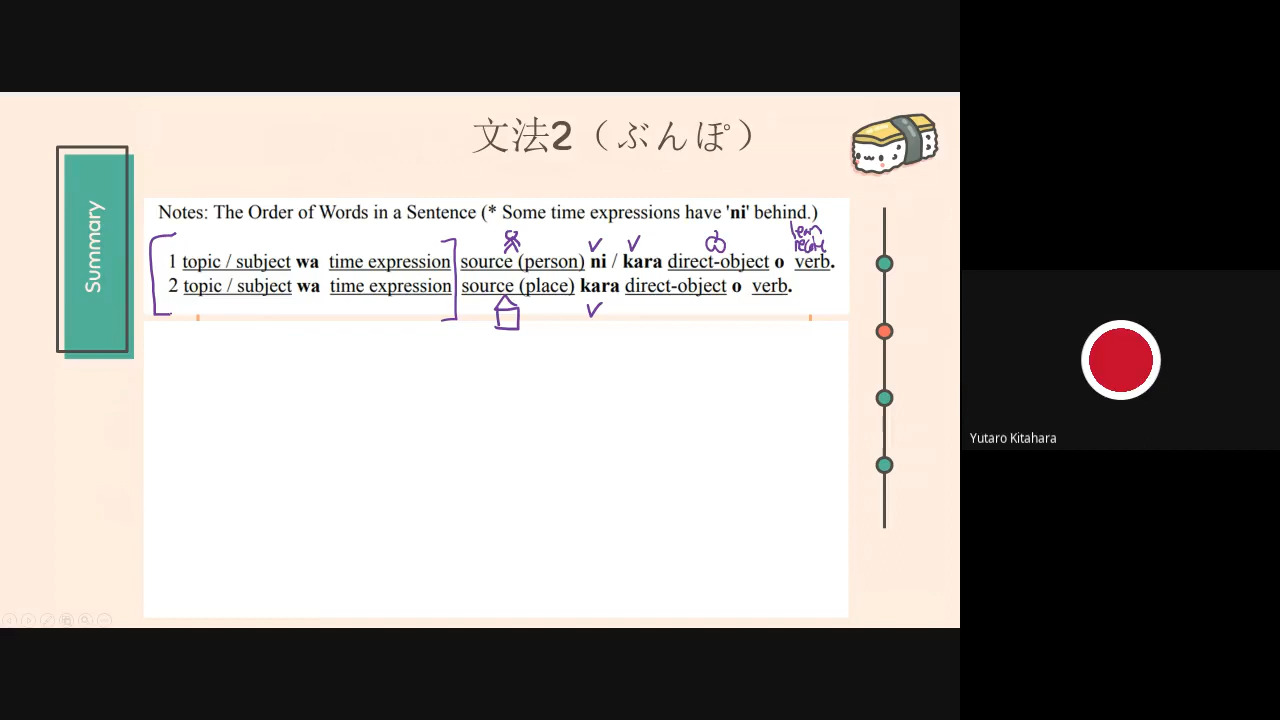 文法2（ぶんぽ）
Summary
Notes: The Order of Words in a Sentence (* Some time expressions have 'ni' behind.)
learn
receive
1 topic / subject wa time expression source (person) ni / kara direct-object o verb.
2 topic / subject wa time expression source (place) kara direct-object o verb.
Yutaro Kitahara